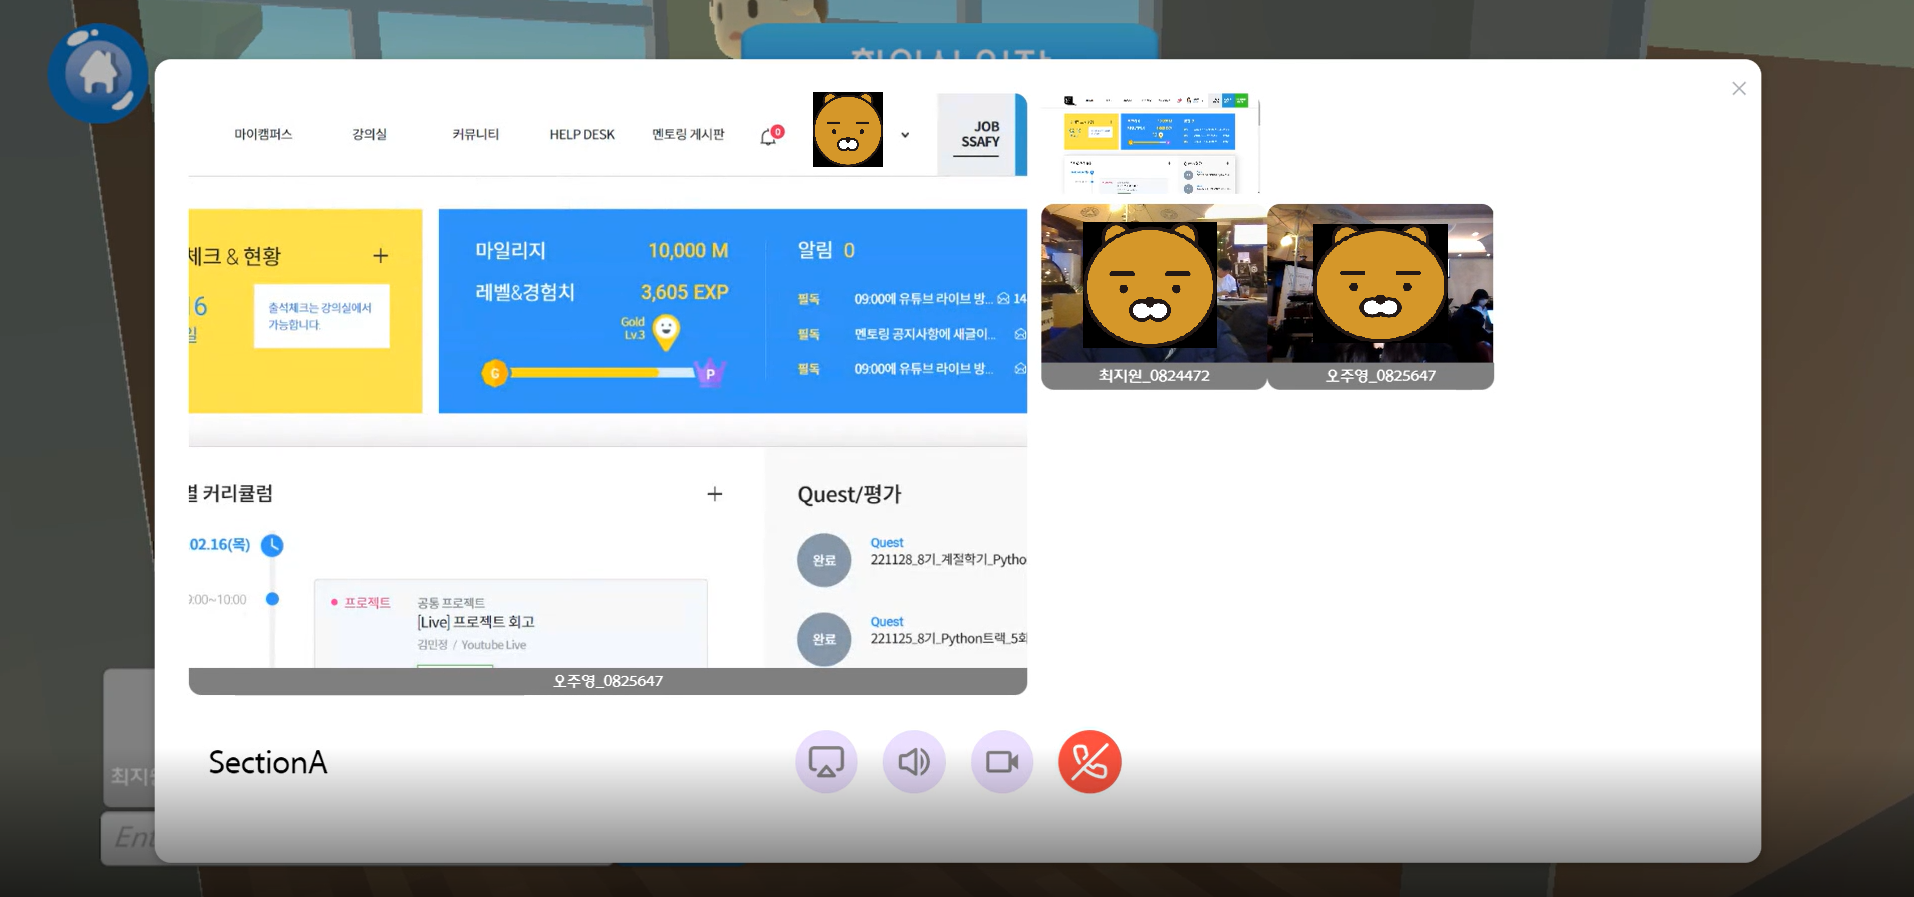 회의실 입장
마이캠퍼스
강의실
커뮤니티
HELP DESK
멘토링 게시판
0
JOB
SSAFY
체크 & 현황
+
16
일
출석체크는 강의실에서
가능합니다.
마일리지 10,000 M
레벨&경험치 3,605 EXP
Gold
Lv.3
G
P
알림 0
필독 09:00에 유튜브 라이브 방... 14
필독 멘토링 공지사항에 새글이...
필독 09:00에 유튜브 라이브 방...
별 커리큘럼
+
02.16(목)
9:00~10:00
프로젝트
공통 프로젝트
[Live] 프로젝트 회고
김민정 / Youtube Live
Quest/평가
완료
Quest
221128_8기_계절학기_Pytho
완료
Quest
221125_8기_Python트랙_5회
오주영_0825647
최지원_0824472
오주영_0825647
SectionA
최지원
Ent